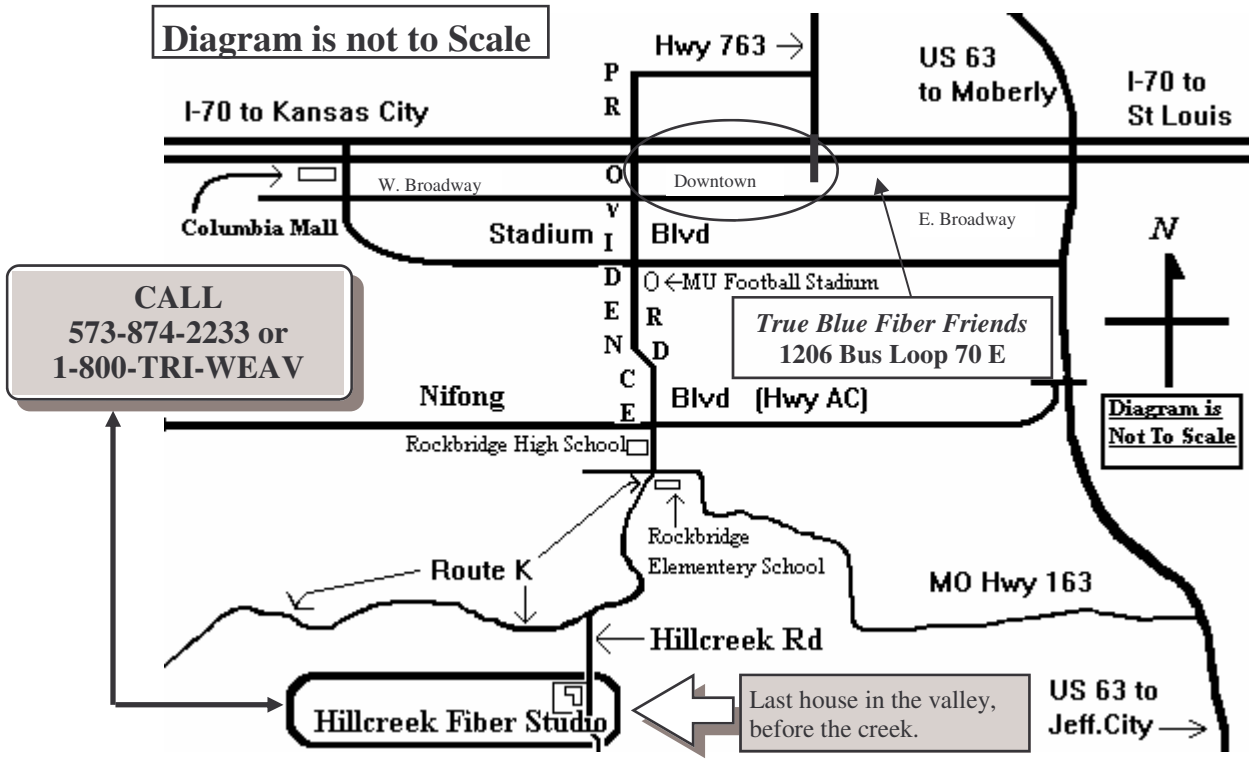 Diagram is not to Scale
Hwy 763
US 63
to Moberly
I-70 to
St Louis
I-70 to Kansas City
PROVIDENCE
RD
W. Broadway
Downtown
E. Broadway
Columbia Mall
Stadium Blvd
N
MU Football Stadium
CALL
573-874-2233 or
1-800-TRI-WEAV
True Blue Fiber Friends
1206 Bus Loop 70 E
Nifong Blvd (Hwy AC)
Diagram is
Not To Scale
Rockbridge High School
Rockbridge
Elementery School
Route K
MO Hwy 163
Hillcreek Rd
Hillcreek Fiber Studio
Last house in the valley,
before the creek.
US 63 to
Jeff.City